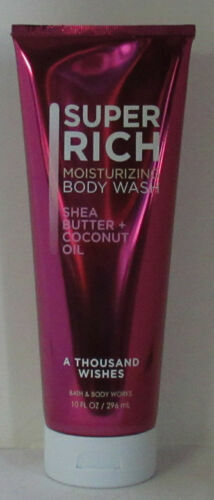 SUPER
RICH
MOISTURIZING
BODY WASH
SHEA
BUTTER +
COCONUT
OIL
A THOUSAND
WISHES
BATH & BODY WORKS
10 FL OZ / 296 mL